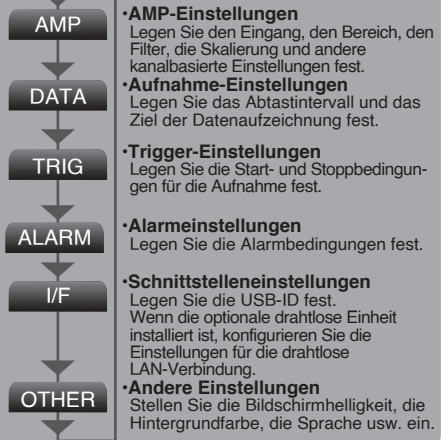 AMP
•AMP-Einstellungen
Legen Sie den Eingang, den Bereich, den
Filter, die Skalierung und andere
kanalbasierte Einstellungen fest.
DATA
•Aufnahme-Einstellungen
Legen Sie das Abtastintervall und das
Ziel der Datenaufzeichnung fest.
TRIG
•Trigger-Einstellungen
Legen Sie die Start- und Stoppbedingun-
gen für die Aufnahme fest.
ALARM
•Alarmeinstellungen
Legen Sie die Alarmbedingungen fest.
I/F
•Schnittstelleneinstellungen
Legen Sie die USB-ID fest.
Wenn die optionale drahtlose Einheit
installiert ist, konfigurieren Sie die
Einstellungen für die drahtlose
LAN-Verbindung.
OTHER
•Andere Einstellungen
Stellen Sie die Bildschirmhelligkeit, die
Hintergrundfarbe, die Sprache usw. ein.